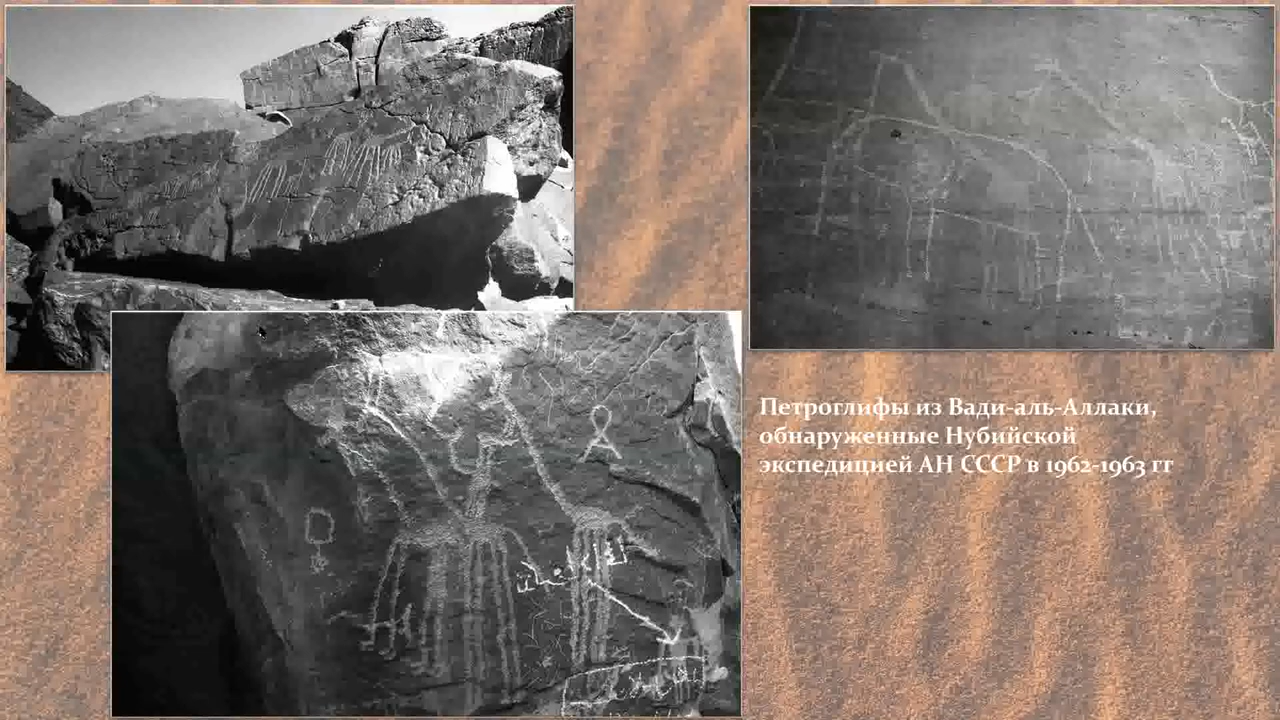 Петроглифы из Вади-аль-Аллаки,
обнаруженные Нубийской
экспедицией АН СССР в 1962-1963 гг